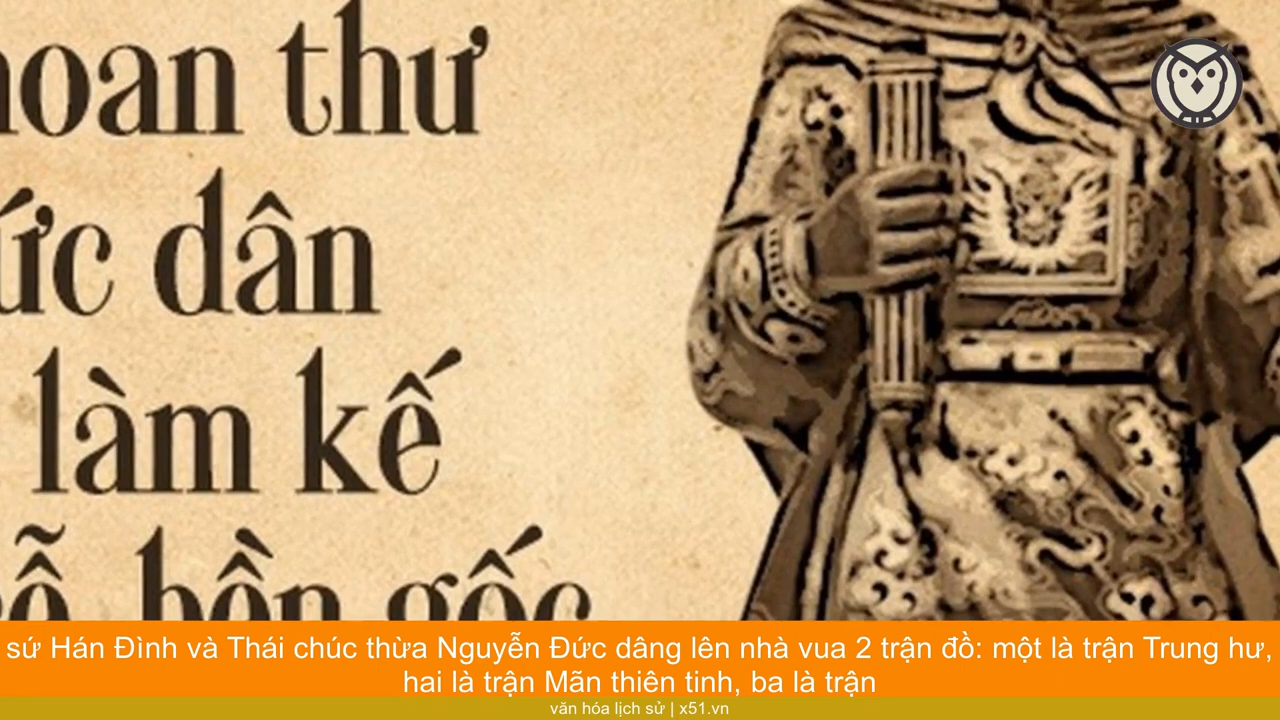 hoan thư
ức dân
làm kế
bền gốc
sứ Hán Đình và Thái chúc thừa Nguyễn Đức dâng lên nhà vua 2 trận đồ: một là trận Trung hư,
hai là trận Mãn thiên tinh, ba là trận
văn hóa lịch sử | x51.vn